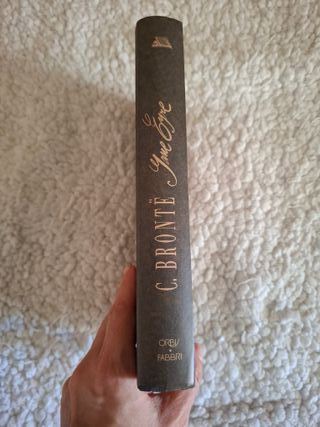 C. BRONTË Jane Eyre
ORBIS
FABBRI